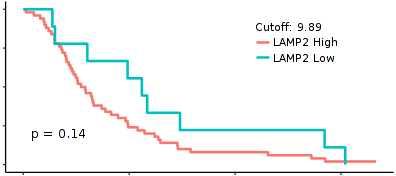 Cutoff: 9.89
LAMP2 High
LAMP2 Low
p = 0.14